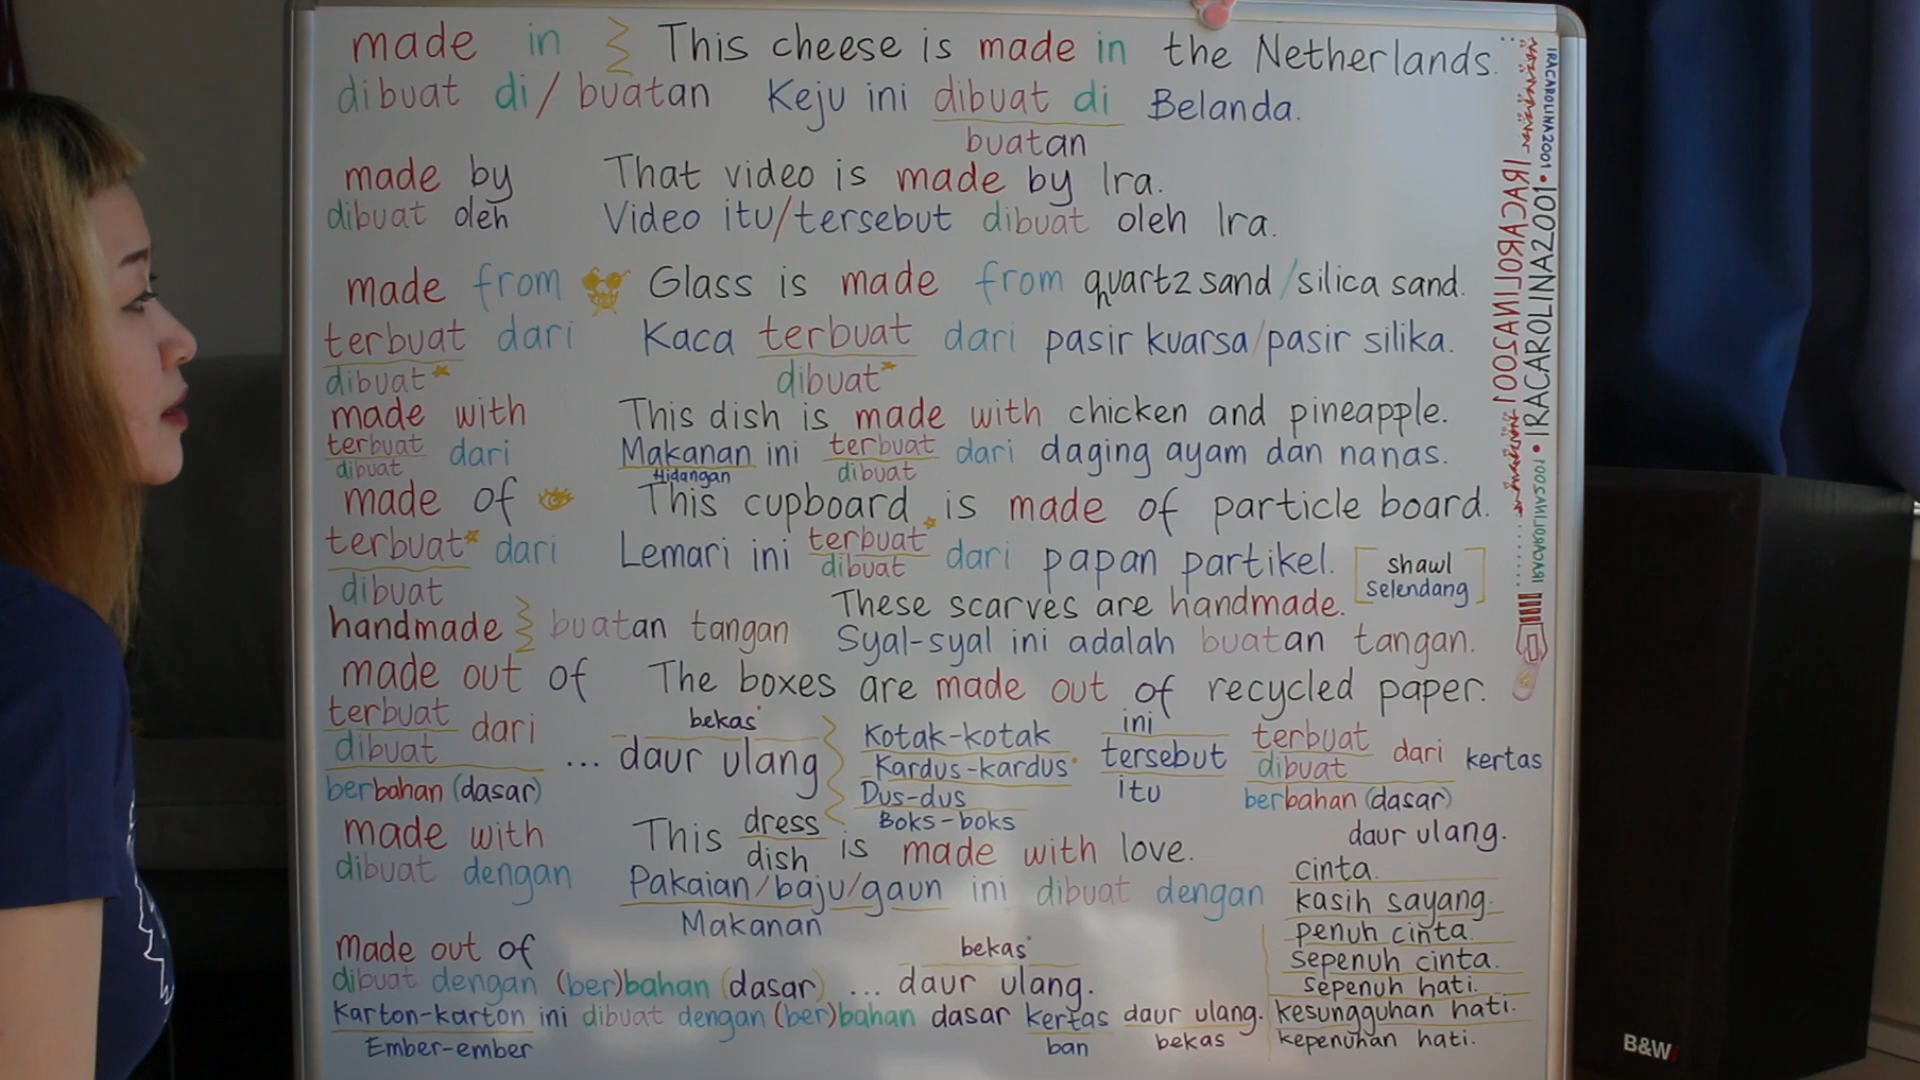 made in This cheese is made in the Netherlands.
dibuat di / buatan Keju ini dibuat di Belanda.
buatan
made by That video is made by Ira.
dibuat oleh Video itu/tersebut dibuat oleh Ira.
made from Glass is made from quartz sand/silica sand.
terbuat dari Kaca terbuat dari pasir kuarsa/pasir silika.
dibuat* dibuat*
made with This dish is made with chicken and pineapple.
terbuat dari Makanan ini terbuat dari daging ayam dan nanas.
dibuat Hidangan dibuat
made of This cupboard is made of particle board.
terbuat* dari Lemari ini terbuat* dari papan partikel.
dibuat dibuat
[shawl
selendang]
These scarves are handmade.
handmade buatan tangan Syal-syal ini adalah buatan tangan.
made out of The boxes are made out of recycled paper.
terbuat dari ... daur ulang
dibuat bekas
berbahan (dasar)
Kotak-kotak ini terbuat dari kertas
Kardus-kardus tersebut dibuat
Dus-dus itu berbahan (dasar)
Boks-boks daur ulang.
made with This dress is made with love.
dish
dibuat dengan Pakaian/baju/gaun ini dibuat dengan cinta.
Makanan kasih sayang.
penuh cinta.
sepenuh cinta.
sepenuh hati.
kesungguhan hati.
kepenuhan hati.
made out of bekas
dibuat dengan (ber)bahan (dasar) ... daur ulang.
Karton-karton ini dibuat dengan (ber)bahan dasar kertas daur ulang.
Ember-ember ban bekas
IRACAROLINA2001
IRACAROLINA2001 • IRACAROLINA2001 • IRACAROLINA2001
B&W